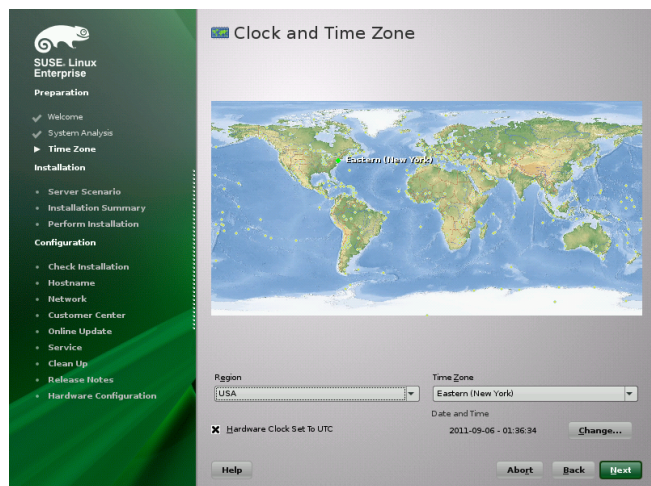 SUSE. Linux
Enterprise
Preparation
Welcome
System Analysis
Time Zone
Installation
Server Scenario
Installation Summary
Perform Installation
Configuration
Check Installation
Hostname
Network
Customer Center
Online Update
Service
Clean Up
Release Notes
Hardware Configuration
Clock and Time Zone
Eastern (New York)
Region
USA
Time Zone
Eastern (New York)
Hardware Clock Set To UTC
Date and Time
2011-09-06 - 01:36:34
Change...
Help
Abort
Back
Next